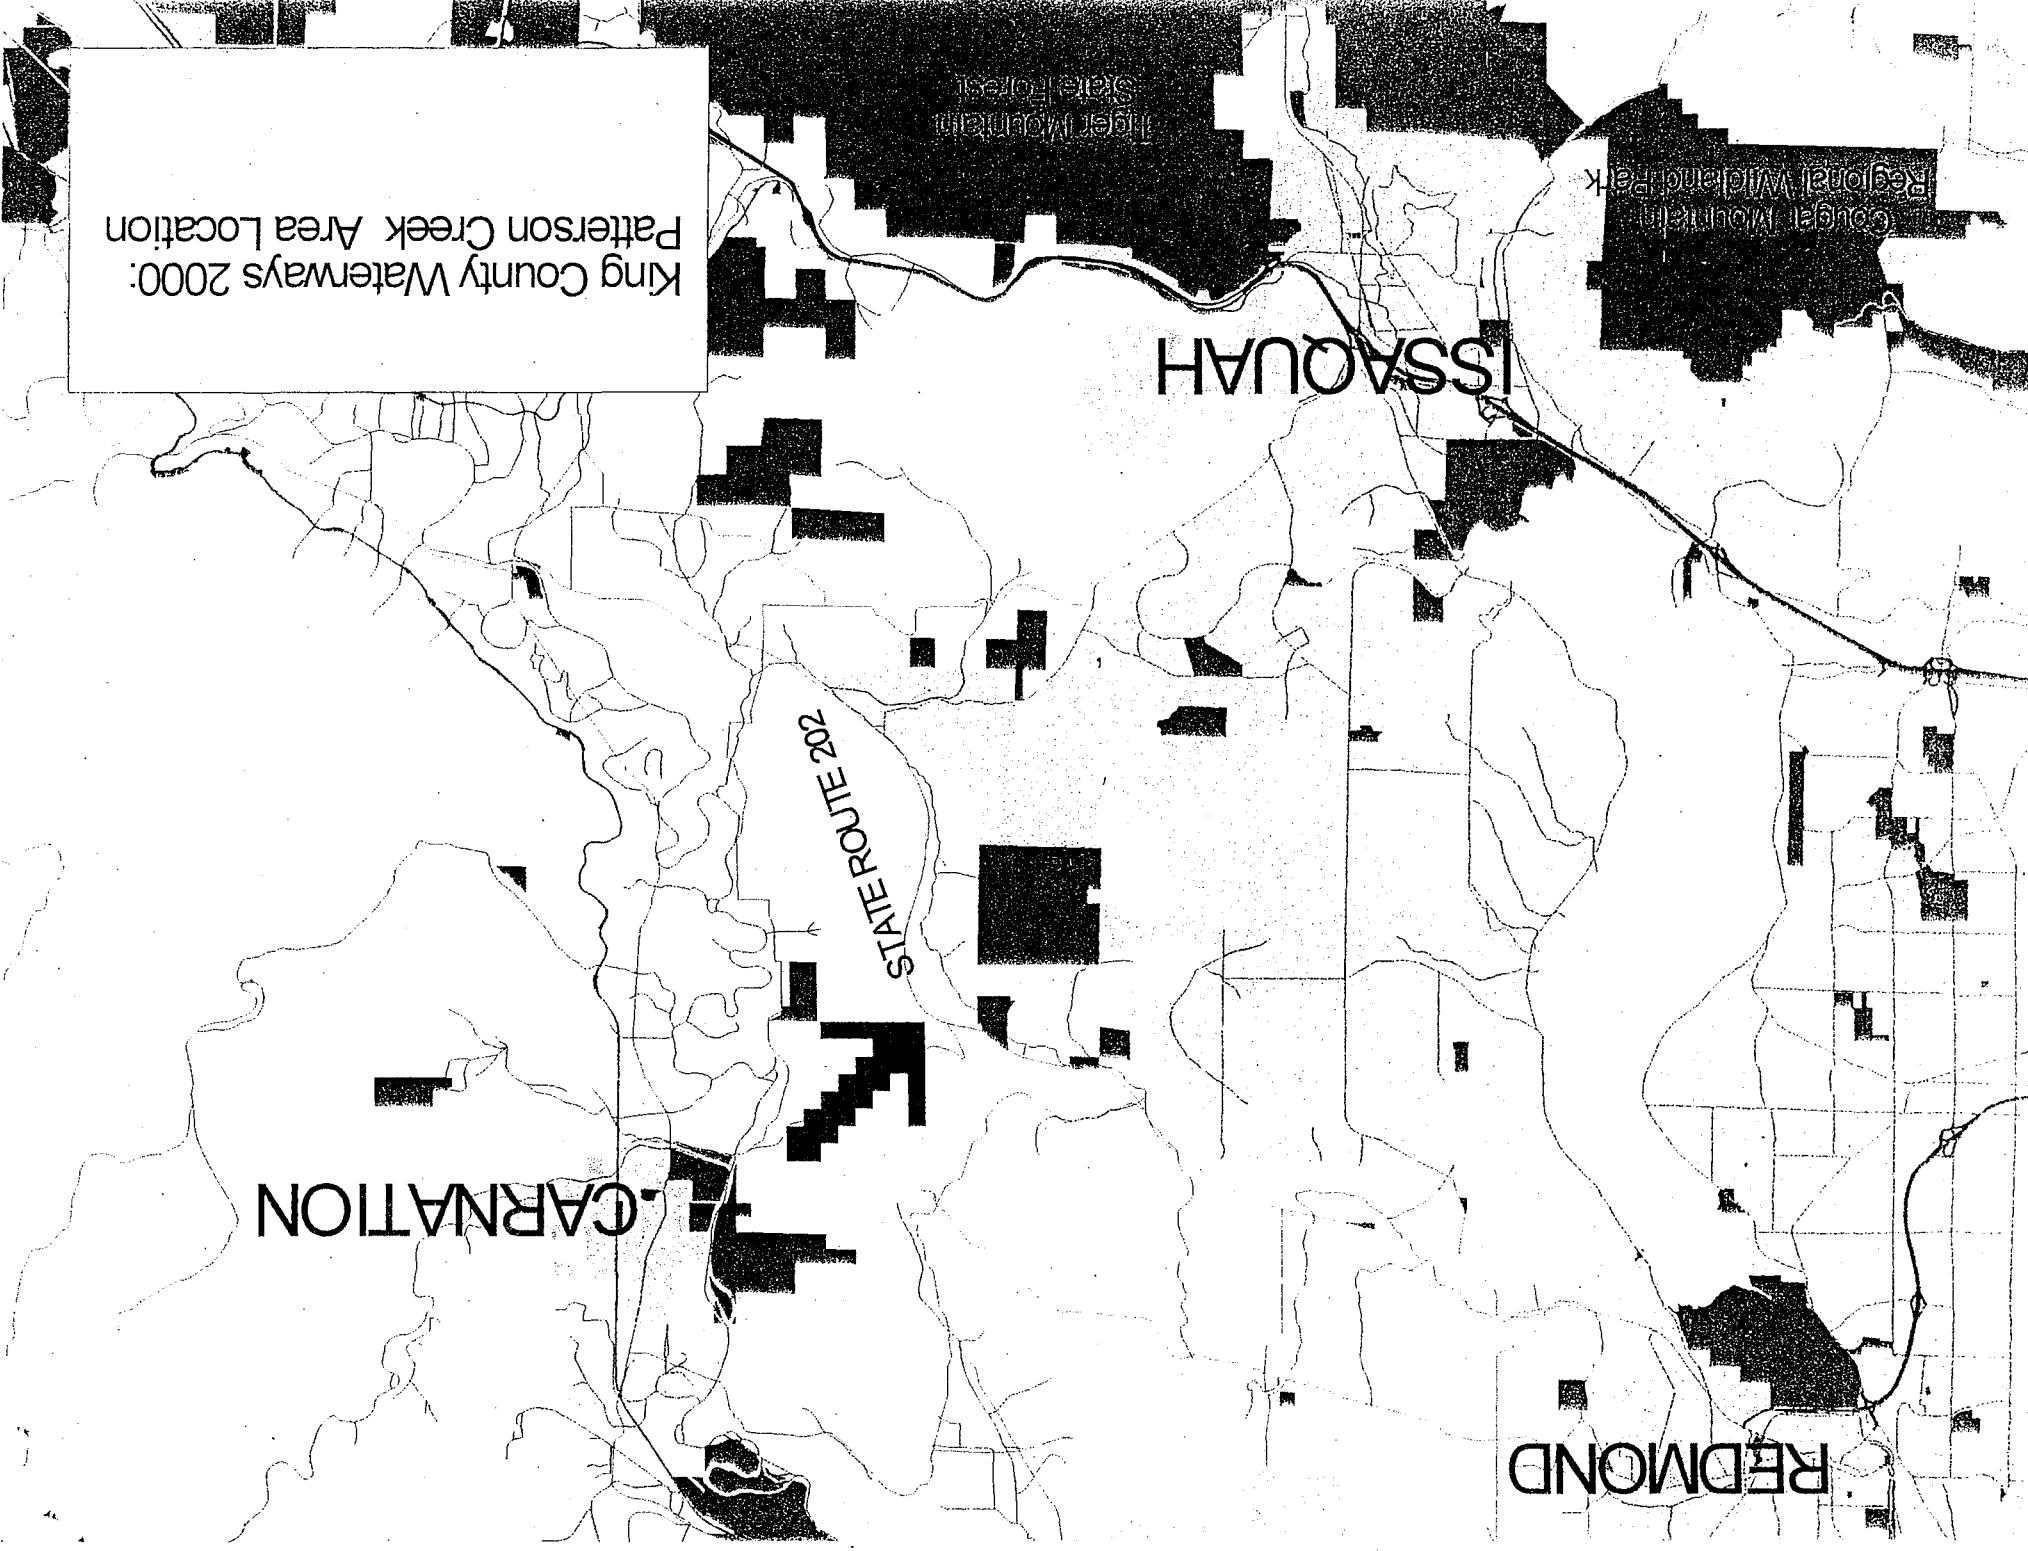 REDMOND
CARNATION
STATE ROUTE 202
ISSAQUAH
King County Waterways 2000:
Patterson Creek Area Location
Cougar Mountain
Regional Wildland Park
Tiger Mountain
State Forest